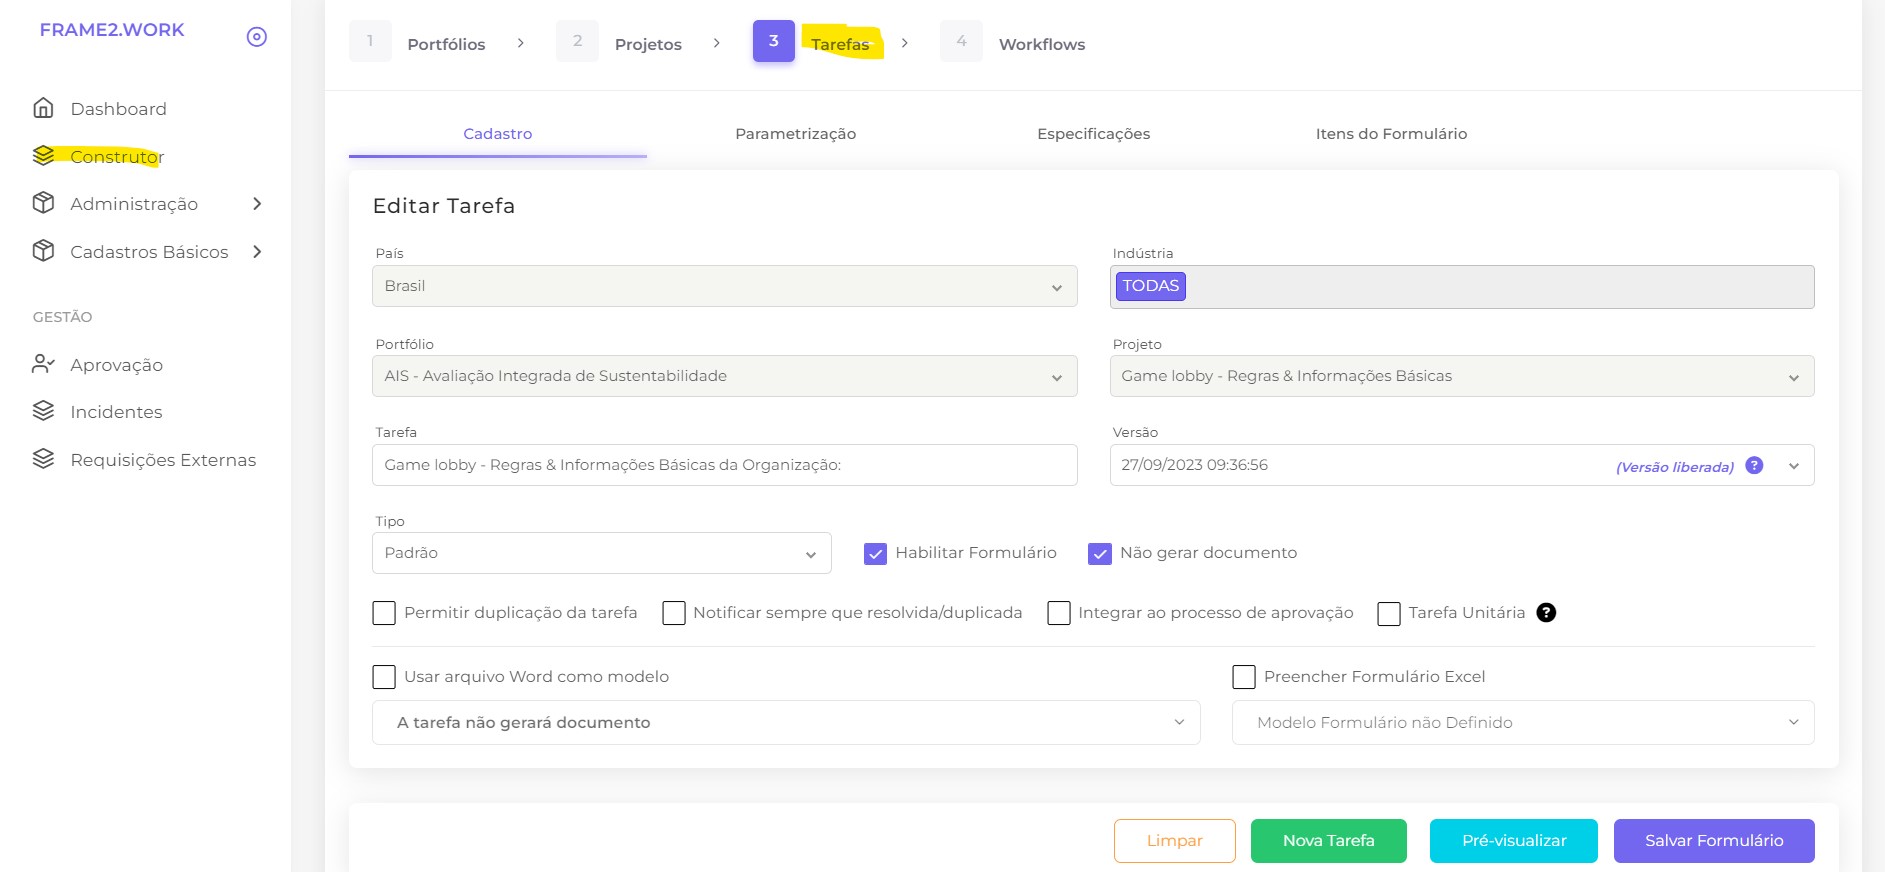 FRAME2.WORK
Dashboard
Construtor
Administração
Cadastros Básicos
GESTÃO
Aprovação
Incidentes
Requisições Externas
1 Portfólios 2 Projetos 3 Tarefas 4 Workflows
Cadastro Parametrização Especificações Itens do Formulário
Editar Tarefa
País Indústria
Brasil TODAS
Portfólio Projeto
AIS - Avaliação Integrada de Sustentabilidade Game lobby - Regras & Informações Básicas
Tarefa Versão
Game lobby - Regras & Informações Básicas da Organização: 27/09/2023 09:36:56 (Versão liberada) ?
Tipo
Padrão Habilitar Formulário Não gerar documento
Permitir duplicação da tarefa Notificar sempre que resolvida/duplicada Integrar ao processo de aprovação Tarefa Unitária ?
Usar arquivo Word como modelo Preencher Formulário Excel
A tarefa não gerará documento Modelo Formulário não Definido
Limpar Nova Tarefa Pré-visualizar Salvar Formulário